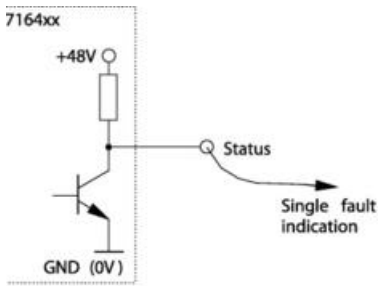 7164xx
+48V
Status
Single fault
indication
GND (0V)